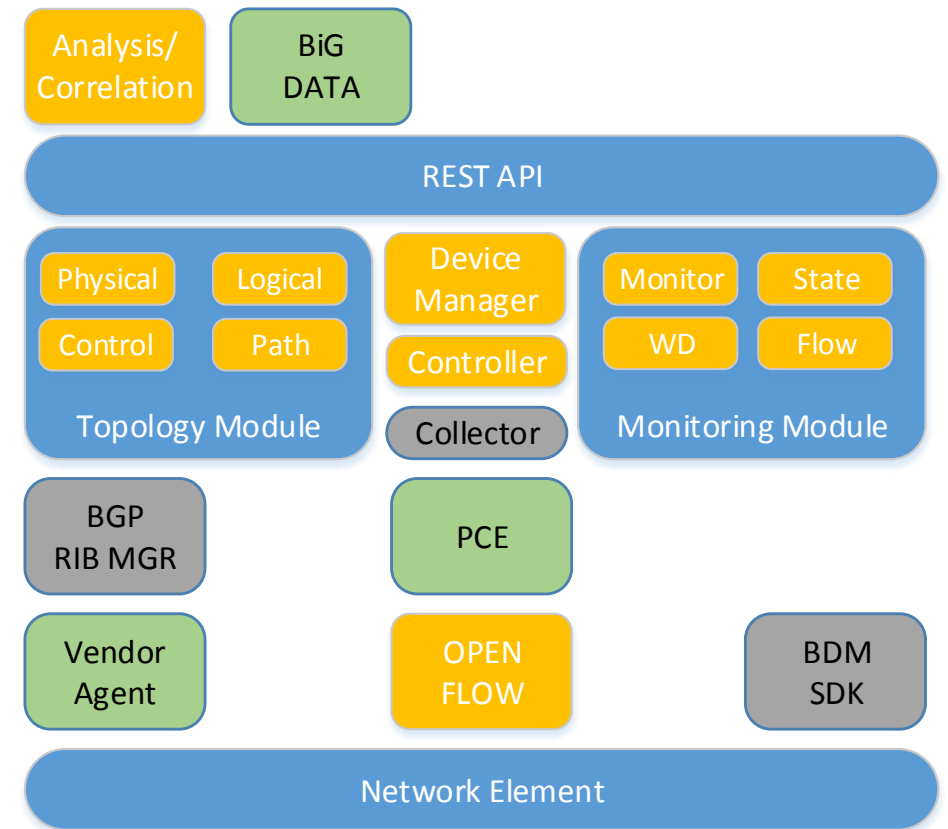 Analysis/
Correlation
BiG
DATA
REST API
Physical
Logical
Control
Path
Topology Module
Device
Manager
Controller
Collector
Monitor
State
WD
Flow
Monitoring Module
BGP
RIB MGR
PCE
Vendor
Agent
OPEN
FLOW
BDM
SDK
Network Element